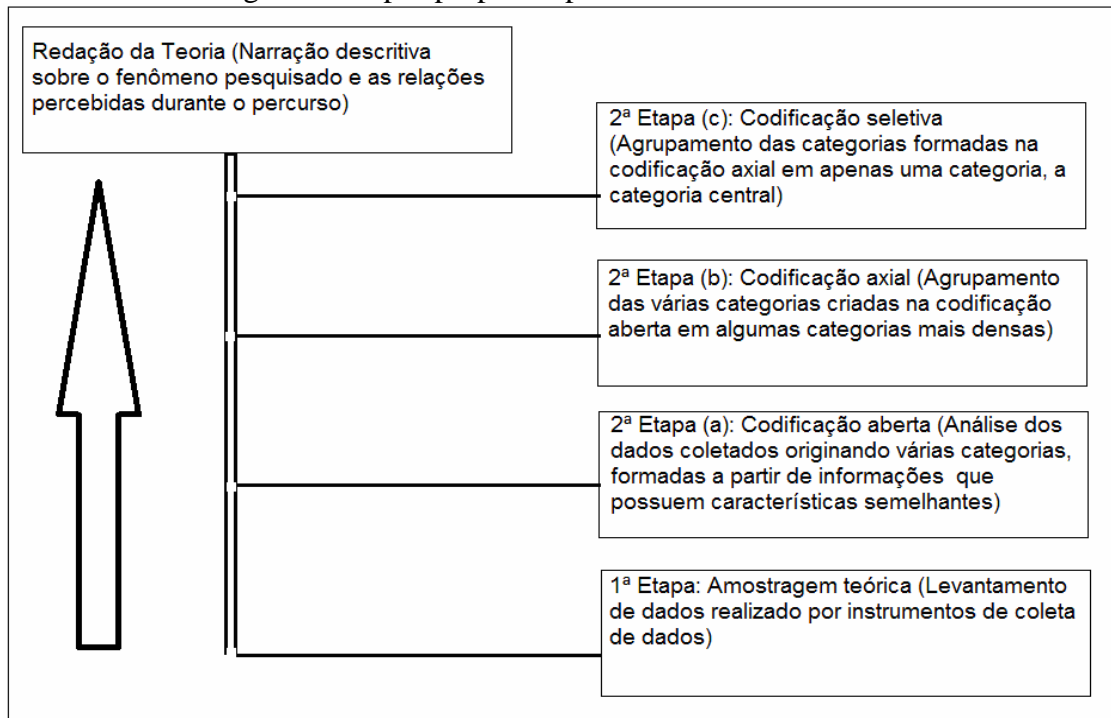 Redação da Teoria (Narração descritiva
sobre o fenômeno pesquisado e as relações
percebidas durante o percurso)
2ª Etapa (c): Codificação seletiva
(Agrupamento das categorias formadas na
codificação axial em apenas uma categoria, a
categoria central)
2ª Etapa (b): Codificação axial (Agrupamento
das várias categorias criadas na codificação
aberta em algumas categorias mais densas)
2ª Etapa (a): Codificação aberta (Análise dos
dados coletados originando várias categorias,
formadas a partir de informações que
possuem características semelhantes)
1ª Etapa: Amostragem teórica (Levantamento
de dados realizado por instrumentos de coleta
de dados)